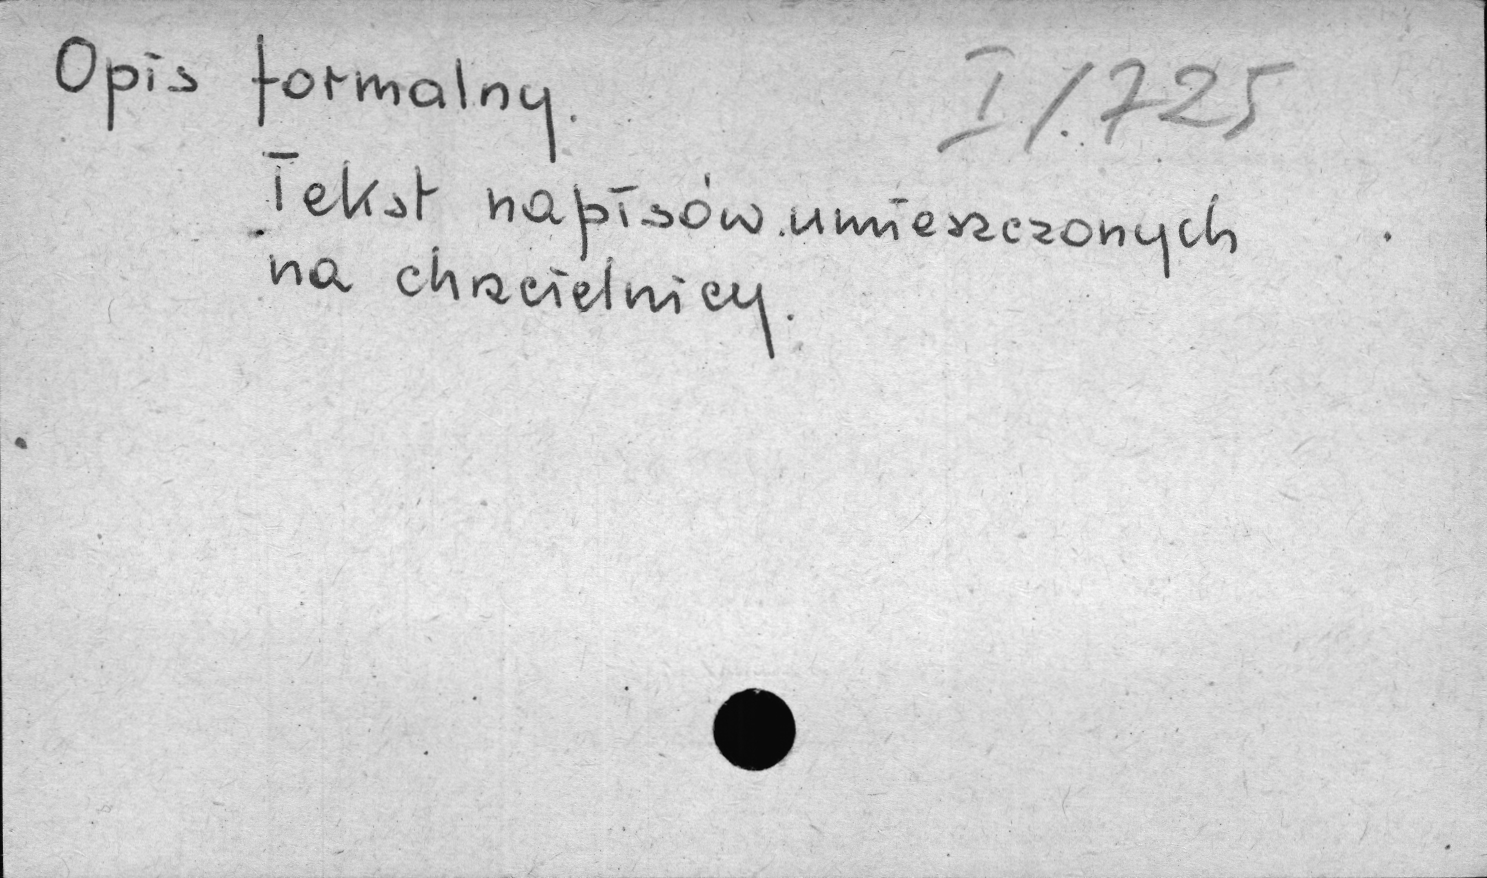 Opis formalny. I/.725
Tekst napisów umieszczonych
na chrzcielnicy.